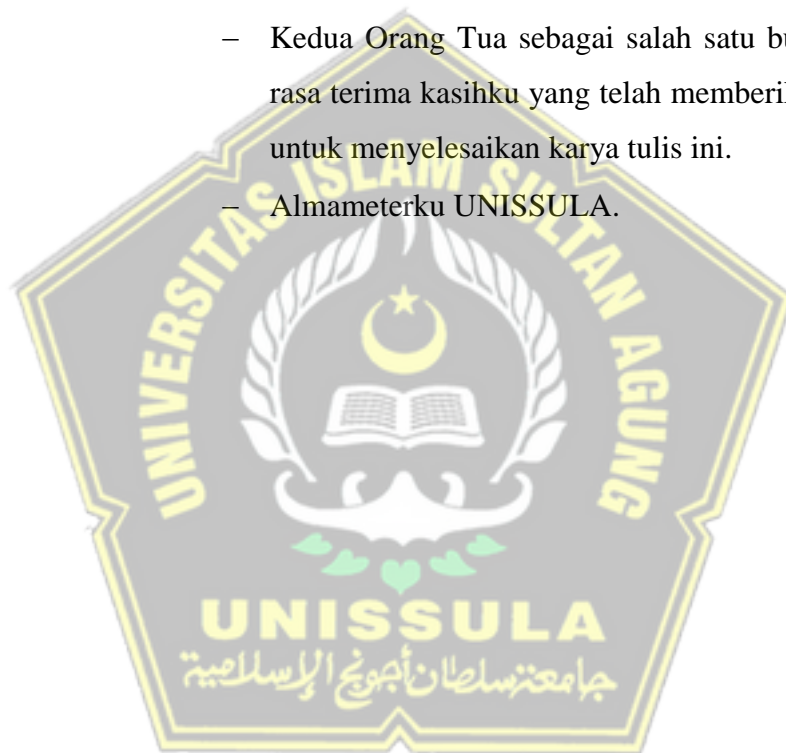 – Kedua Orang Tua sebagai salah satu
rasa terima kasihku yang telah
untuk menyelesaikan karya tulis ini.
– Almameterku UNISSULA.
UNIVERSITAS ISLAM SULTAN AGUNG
UNISSULA
جامعة سلطان أجونج الإسلامية